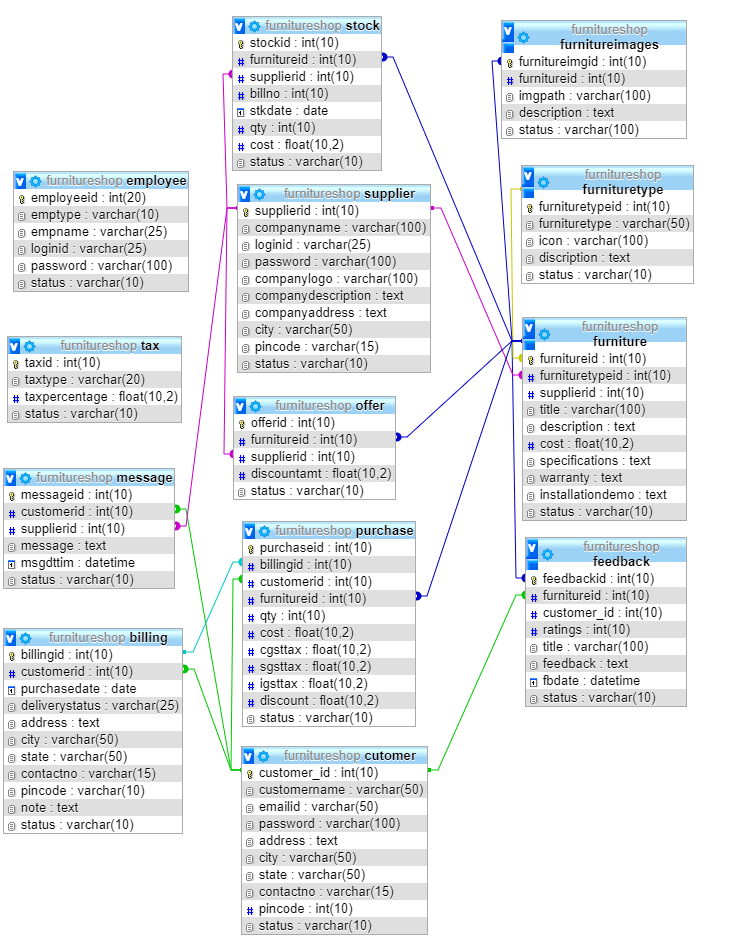 furnitureshop stock
stockid : int(10)
furnitureid : int(10)
supplierid : int(10)
billno : int(10)
stkdate : date
qty : int(10)
cost : float(10,2)
status : varchar(10)
furnitureshop
furnitureimages
furnitureimgid : int(10)
furnitureid : int(10)
imgpath : varchar(100)
description : text
status : varchar(100)
furnitureshop employee
employeeid : int(20)
emptype : varchar(10)
empname : varchar(25)
loginid : varchar(25)
password : varchar(100)
status : varchar(10)
furnitureshop supplier
supplierid : int(10)
companyname : varchar(100)
loginid : varchar(25)
password : varchar(100)
companylogo : varchar(100)
companydescription : text
companyaddress : text
city : varchar(50)
pincode : varchar(15)
status : varchar(10)
furnitureshop
furnituretype
furnituretypeid : int(10)
furnituretype : varchar(50)
icon : varchar(100)
discription : text
status : varchar(10)
furnitureshop tax
taxid : int(10)
taxtype : varchar(20)
taxpercentage : float(10,2)
status : varchar(10)
furnitureshop offer
offerid : int(10)
furnitureid : int(10)
supplierid : int(10)
discountamt : float(10,2)
status : varchar(10)
furnitureshop
furniture
furnitureid : int(10)
furnituretypeid : int(10)
supplierid : int(10)
title : varchar(100)
description : text
cost : float(10,2)
specifications : text
warranty : text
installationdemo : text
status : varchar(10)
furnitureshop message
messageid : int(10)
customerid : int(10)
supplierid : int(10)
message : text
msgdttim : datetime
status : varchar(10)
furnitureshop purchase
purchaseid : int(10)
billingid : int(10)
customerid : int(10)
furnitureid : int(10)
qty : int(10)
cost : float(10,2)
cgsttax : float(10,2)
sgsttax : float(10,2)
igsttax : float(10,2)
discount : float(10,2)
status : varchar(10)
furnitureshop
feedback
feedbackid : int(10)
furnitureid : int(10)
customer_id : int(10)
ratings : int(10)
title : varchar(100)
feedback : text
fbdate : datetime
status : varchar(10)
furnitureshop billing
billingid : int(10)
customerid : int(10)
purchasedate : date
deliverystatus : varchar(25)
address : text
city : varchar(50)
state : varchar(50)
contactno : varchar(15)
pincode : varchar(10)
note : text
status : varchar(10)
furnitureshop cutomer
customer_id : int(10)
customername : varchar(50)
emailid : varchar(50)
password : varchar(100)
address : text
city : varchar(50)
state : varchar(50)
contactno : varchar(15)
pincode : int(10)
status : varchar(10)